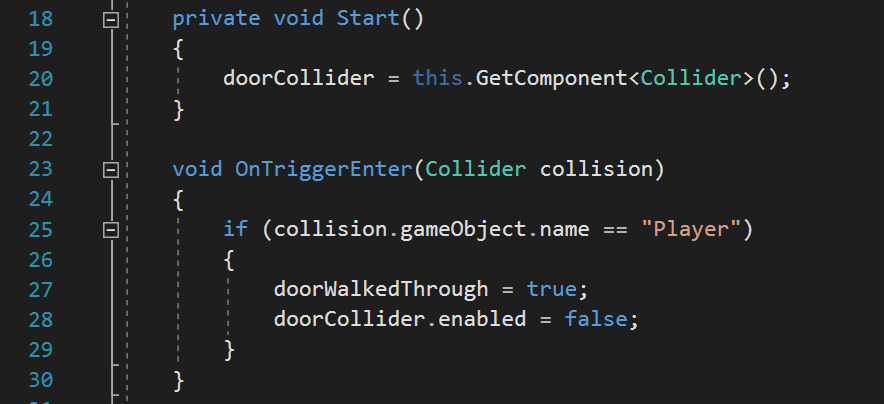 18 private void Start()
19 {
20 doorCollider = this.GetComponent<Collider>();
21 }
22
23 void OnTriggerEnter(Collider collision)
24 {
25 if (collision.gameObject.name == "Player")
26 {
27 doorWalkedThrough = true;
28 doorCollider.enabled = false;
29 }
30 }